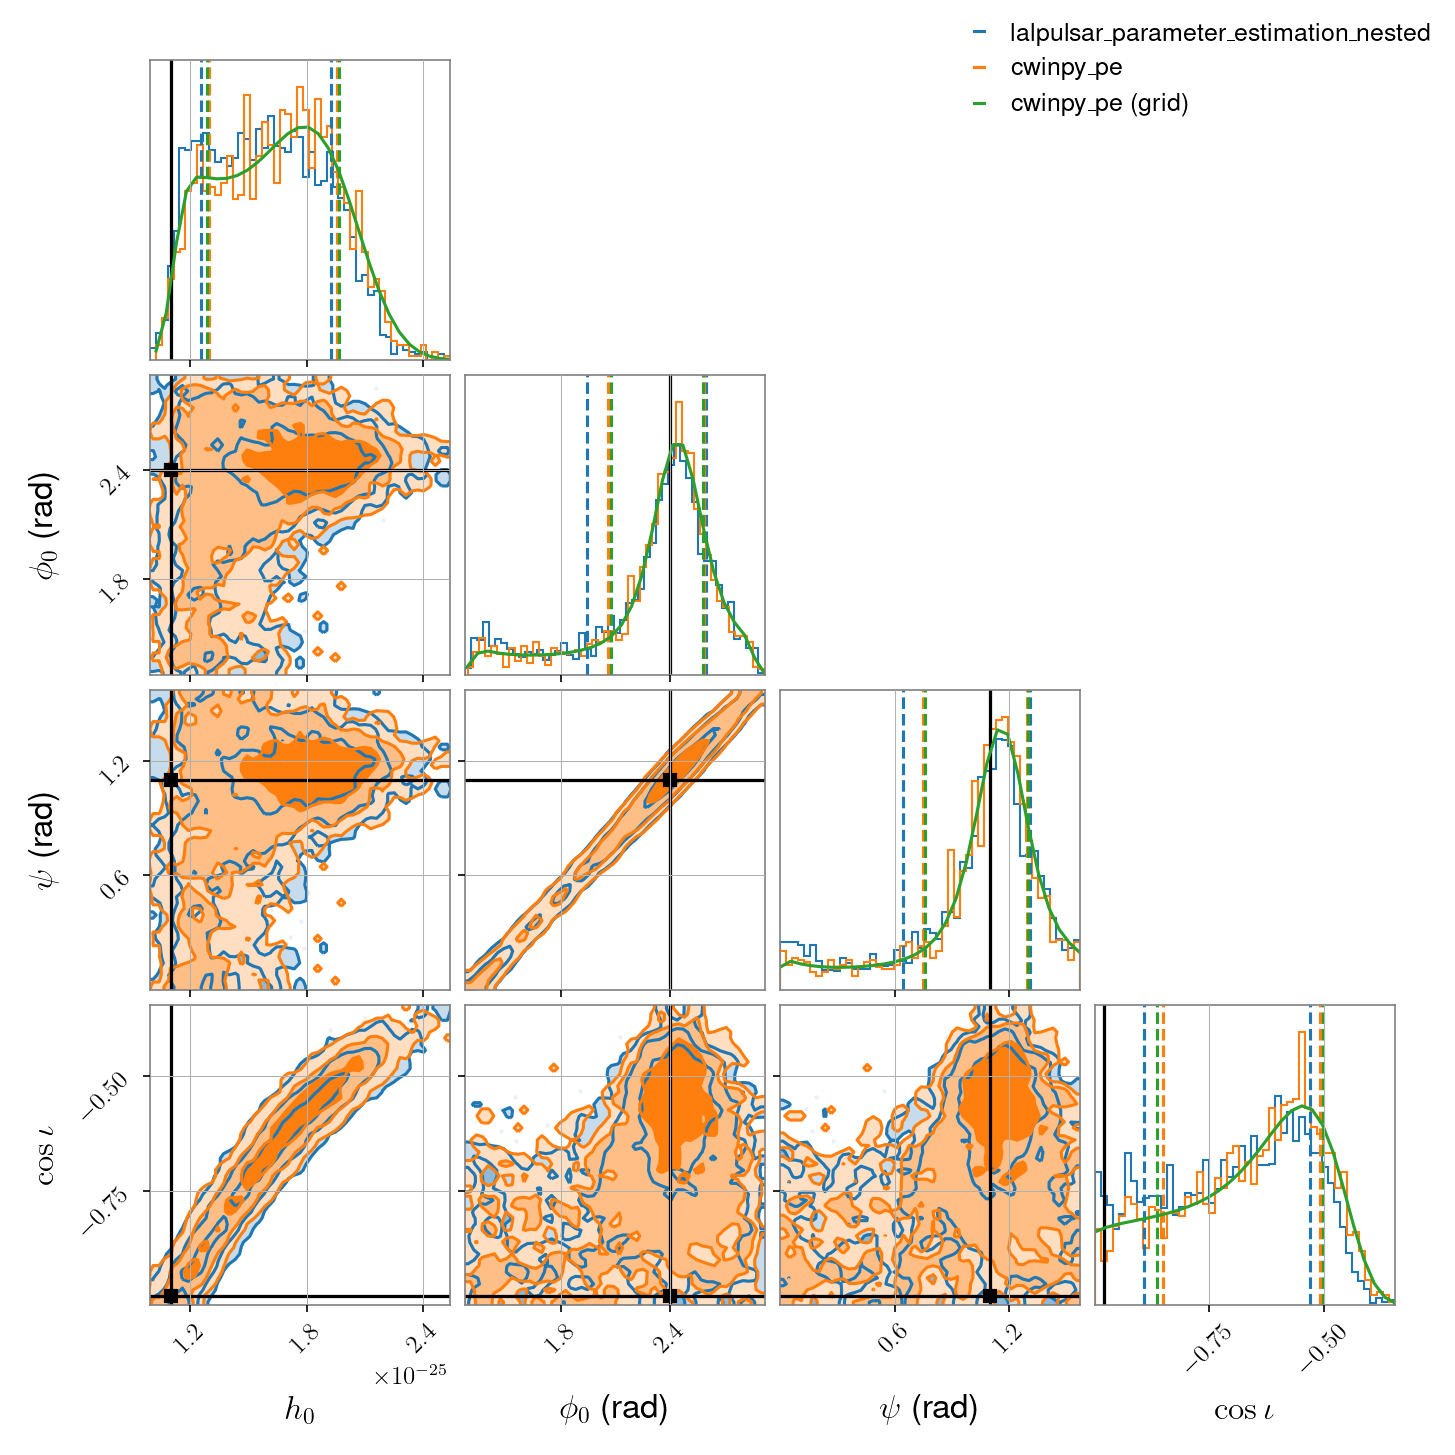 lalpulsar_parameter_estimation_nested
cwinpy_pe
cwinpy_pe (grid)
2.4
1.8
ϕ₀ (rad)
1.2
0.6
ψ (rad)
−0.50
−0.75
cos ι
1.2 1.8 2.4
1.8 2.4
0.6 1.2
−0.75 −0.50
×10⁻²⁵
h₀ ϕ₀ (rad) ψ (rad) cos ι